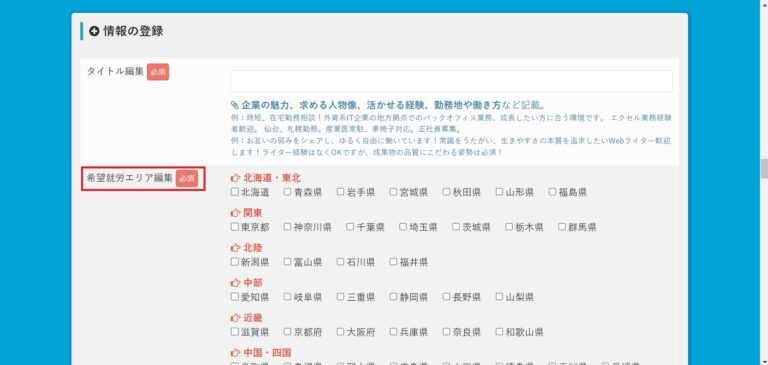 情報の登録
タイトル編集 必須
企業の魅力、求める人物像、活かせる経験、勤務地や働き方など記載。
例：時短、在宅勤務相談！外資系IT企業の地方拠点でのバックオフィス業務、成長したい方に合う環境です。 エクセル業務経験
者歓迎。 仙台、札幌勤務。産業医常駐、車椅子対応。正社員募集。
例：お互いの弱みをシェアし、ゆるく自由に働いています！常識をうたがい、生きやすさの本質を追求したいWebライター歓迎
します！ライター経験はなくOKですが、成果物の品質にこだわる姿勢は必須！
希望就労エリア編集 必須
北海道・東北
北海道 青森県 岩手県 宮城県 秋田県 山形県 福島県
関東
東京都 神奈川県 千葉県 埼玉県 茨城県 栃木県 群馬県
北陸
新潟県 富山県 石川県 福井県
中部
愛知県 岐阜県 三重県 静岡県 長野県 山梨県
近畿
滋賀県 京都府 大阪府 兵庫県 奈良県 和歌山県
中国・四国